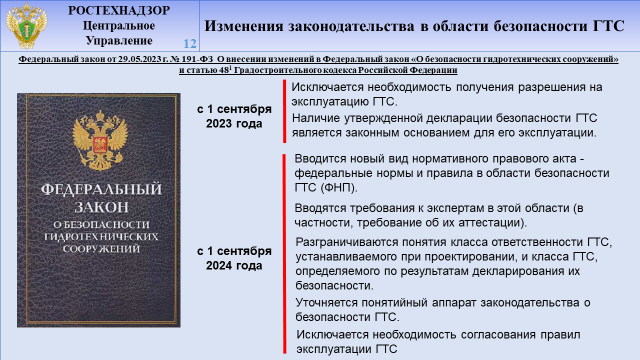 РОСТЕХНАДЗОР
Центральное
Управление
12
Изменения законодательства в области безопасности ГТС
Федеральный закон от 29.05.2023 г. № 191-ФЗ О внесении изменений в Федеральный закон «О безопасности гидротехнических сооружений»
и статью 48¹ Градостроительного кодекса Российской Федерации
ФЕДЕРАЛЬНЫЙ
ЗАКОН
О БЕЗОПАСНОСТИ
ГИДРОТЕХНИЧЕСКИХ
СООРУЖЕНИЙ
с 1 сентября
2023 года
Исключается необходимость получения разрешения на
эксплуатацию ГТС.
Наличие утвержденной декларации безопасности ГТС
является законным основанием для его эксплуатации.
с 1 сентября
2024 года
Вводится новый вид нормативного правового акта -
федеральные нормы и правила в области безопасности
ГТС (ФНП).
Вводятся требования к экспертам в этой области (в
частности, требование об их аттестации).
Разграничиваются понятия класса ответственности ГТС,
устанавливаемого при проектировании, и класса ГТС,
определяемого по результатам декларирования их
безопасности.
Уточняется понятийный аппарат законодательства о
безопасности ГТС.
Исключается необходимость согласования правил
эксплуатации ГТС